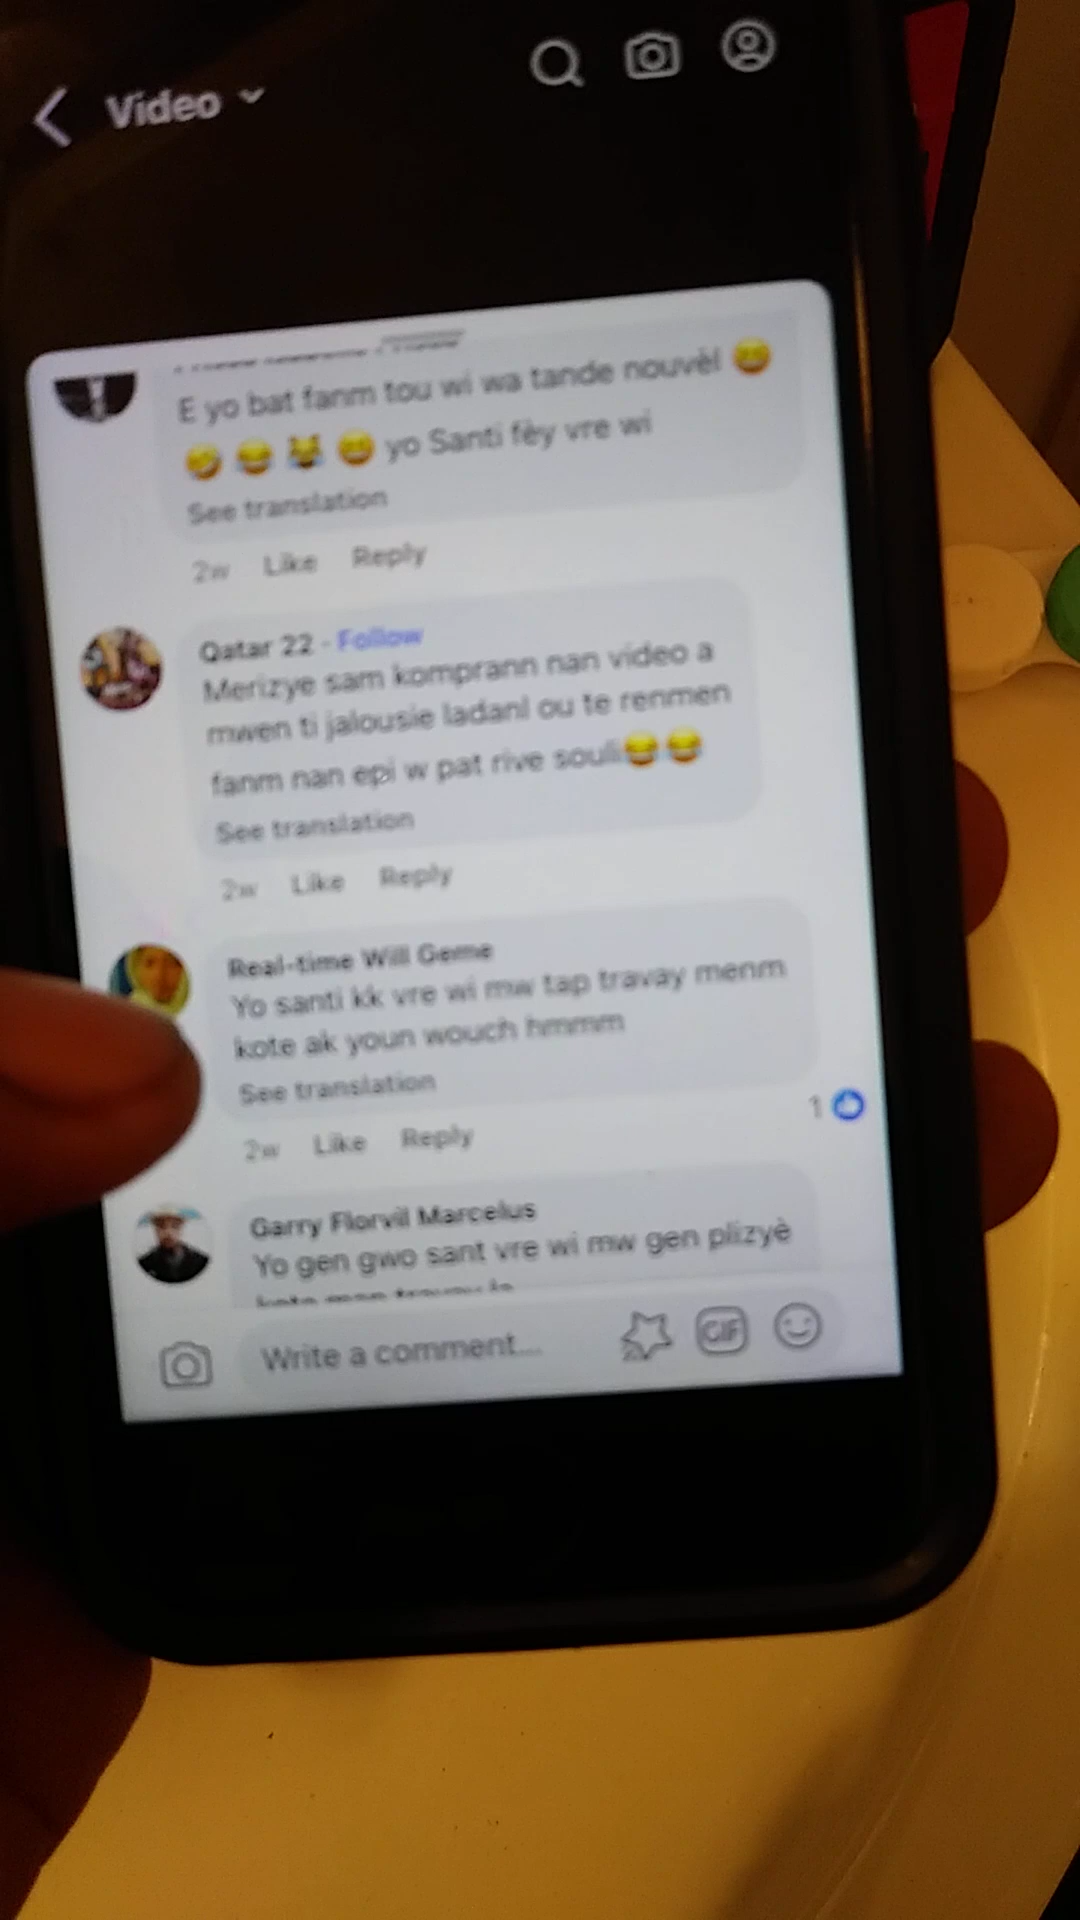 Video
E yo bat fanm tou wi wa tande nouvèl 😄
🤣 😂 😹 😄 yo Santi fèy vre wi
See translation
2w Like Reply
Qatar 22 · Follow
Merizye sam komprann nan video a
mwen ti jalousie ladanl ou te renmen
fanm nan epi w pat rive souli😂 😂
See translation
2w Like Reply
Real-time Will Geme
Yo santi kk vre wi mw tap travay menm
kote ak youn wouch hmmm
See translation
2w Like Reply
1
Garry Florvil Marcelus
Yo gen gwo sant vre wi mw gen plizyè
Write a comment...
GIF